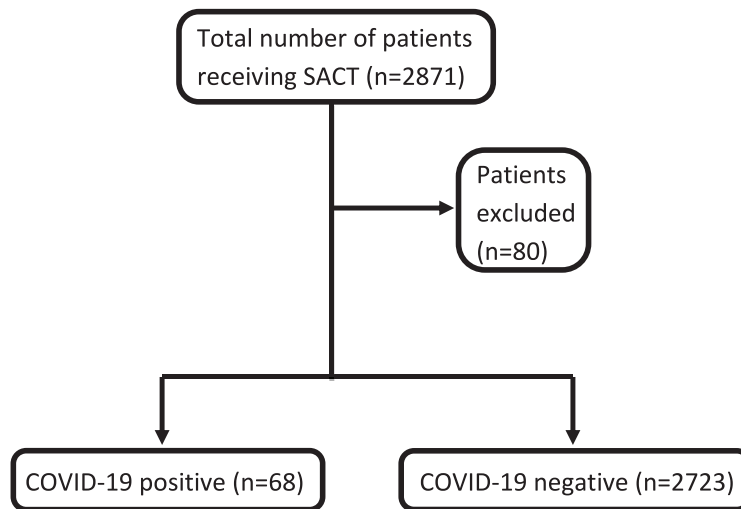 Total number of patients
receiving SACT (n=2871)
Patients
excluded
(n=80)
COVID-19 positive (n=68)
COVID-19 negative (n=2723)